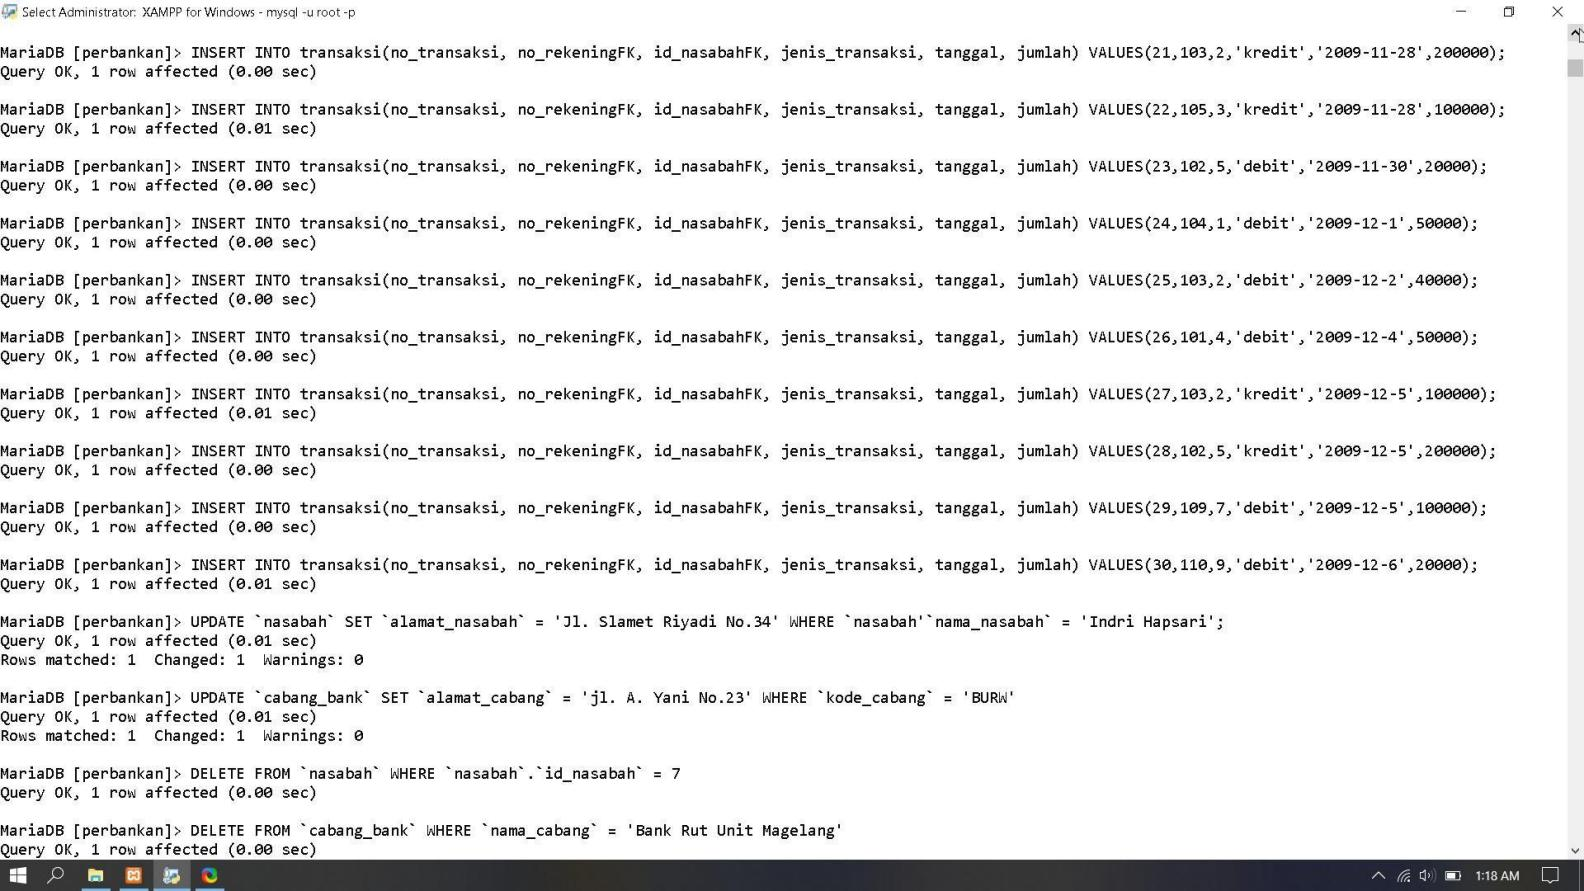 Select Administrator: XAMPP for Windows - mysql -u root -p
MariaDB [perbankan]> INSERT INTO transaksi(no_transaksi, no_rekeningFK, id_nasabahFK, jenis_transaksi, tanggal, jumlah) VALUES(21,103,2,'kredit','2009-11-28',200000);
Query OK, 1 row affected (0.00 sec)
MariaDB [perbankan]> INSERT INTO transaksi(no_transaksi, no_rekeningFK, id_nasabahFK, jenis_transaksi, tanggal, jumlah) VALUES(22,105,3,'kredit','2009-11-28',100000);
Query OK, 1 row affected (0.01 sec)
MariaDB [perbankan]> INSERT INTO transaksi(no_transaksi, no_rekeningFK, id_nasabahFK, jenis_transaksi, tanggal, jumlah) VALUES(23,102,5,'debit','2009-11-30',20000);
Query OK, 1 row affected (0.00 sec)
MariaDB [perbankan]> INSERT INTO transaksi(no_transaksi, no_rekeningFK, id_nasabahFK, jenis_transaksi, tanggal, jumlah) VALUES(24,104,1,'debit','2009-12-1',50000);
Query OK, 1 row affected (0.00 sec)
MariaDB [perbankan]> INSERT INTO transaksi(no_transaksi, no_rekeningFK, id_nasabahFK, jenis_transaksi, tanggal, jumlah) VALUES(25,103,2,'debit','2009-12-2',40000);
Query OK, 1 row affected (0.00 sec)
MariaDB [perbankan]> INSERT INTO transaksi(no_transaksi, no_rekeningFK, id_nasabahFK, jenis_transaksi, tanggal, jumlah) VALUES(26,101,4,'debit','2009-12-4',50000);
Query OK, 1 row affected (0.00 sec)
MariaDB [perbankan]> INSERT INTO transaksi(no_transaksi, no_rekeningFK, id_nasabahFK, jenis_transaksi, tanggal, jumlah) VALUES(27,103,2,'kredit','2009-12-5',100000);
Query OK, 1 row affected (0.01 sec)
MariaDB [perbankan]> INSERT INTO transaksi(no_transaksi, no_rekeningFK, id_nasabahFK, jenis_transaksi, tanggal, jumlah) VALUES(28,102,5,'kredit','2009-12-5',200000);
Query OK, 1 row affected (0.00 sec)
MariaDB [perbankan]> INSERT INTO transaksi(no_transaksi, no_rekeningFK, id_nasabahFK, jenis_transaksi, tanggal, jumlah) VALUES(29,109,7,'debit','2009-12-5',100000);
Query OK, 1 row affected (0.00 sec)
MariaDB [perbankan]> INSERT INTO transaksi(no_transaksi, no_rekeningFK, id_nasabahFK, jenis_transaksi, tanggal, jumlah) VALUES(30,110,9,'debit','2009-12-6',20000);
Query OK, 1 row affected (0.01 sec)
MariaDB [perbankan]> UPDATE `nasabah` SET `alamat_nasabah` = 'Jl. Slamet Riyadi No.34' WHERE `nasabah'`nama_nasabah` = 'Indri Hapsari';
Query OK, 1 row affected (0.01 sec)
Rows matched: 1  Changed: 1  Warnings: 0
MariaDB [perbankan]> UPDATE `cabang_bank` SET `alamat_cabang` = 'jl. A. Yani No.23' WHERE `kode_cabang` = 'BURW'
Query OK, 1 row affected (0.01 sec)
Rows matched: 1  Changed: 1  Warnings: 0
MariaDB [perbankan]> DELETE FROM `nasabah` WHERE `nasabah`.`id_nasabah` = 7
Query OK, 1 row affected (0.00 sec)
MariaDB [perbankan]> DELETE FROM `cabang_bank` WHERE `nama_cabang` = 'Bank Rut Unit Magelang'
Query OK, 1 row affected (0.00 sec)
1:18 AM